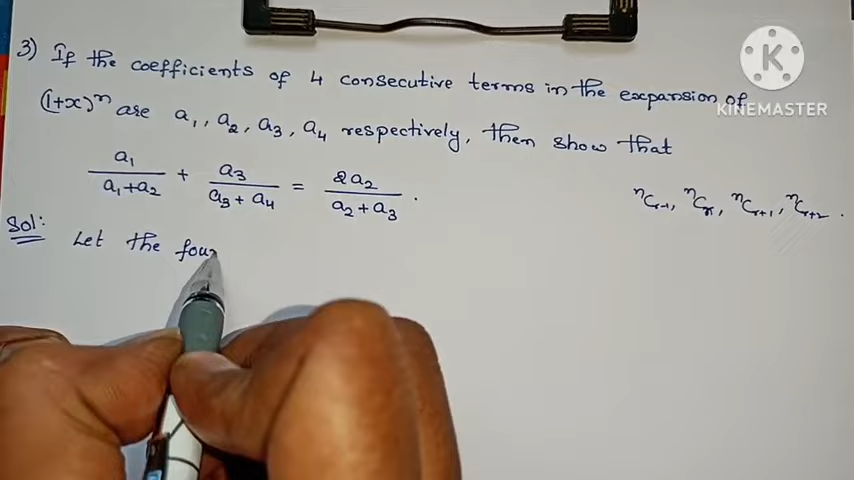 3) If the coefficients of 4 consecutive terms in the expansion of
(1+x)ⁿ are a₁, a₂, a₃, a₄ respectively, then show that
a₁/(a₁+a₂) + a₃/(a₃+a₄) = 2a₂/(a₂+a₃).
ⁿCᵣ₋₁, ⁿCᵣ, ⁿCᵣ₊₁, ⁿCᵣ₊₂.
Sol: Let the four
K
KINEMASTER